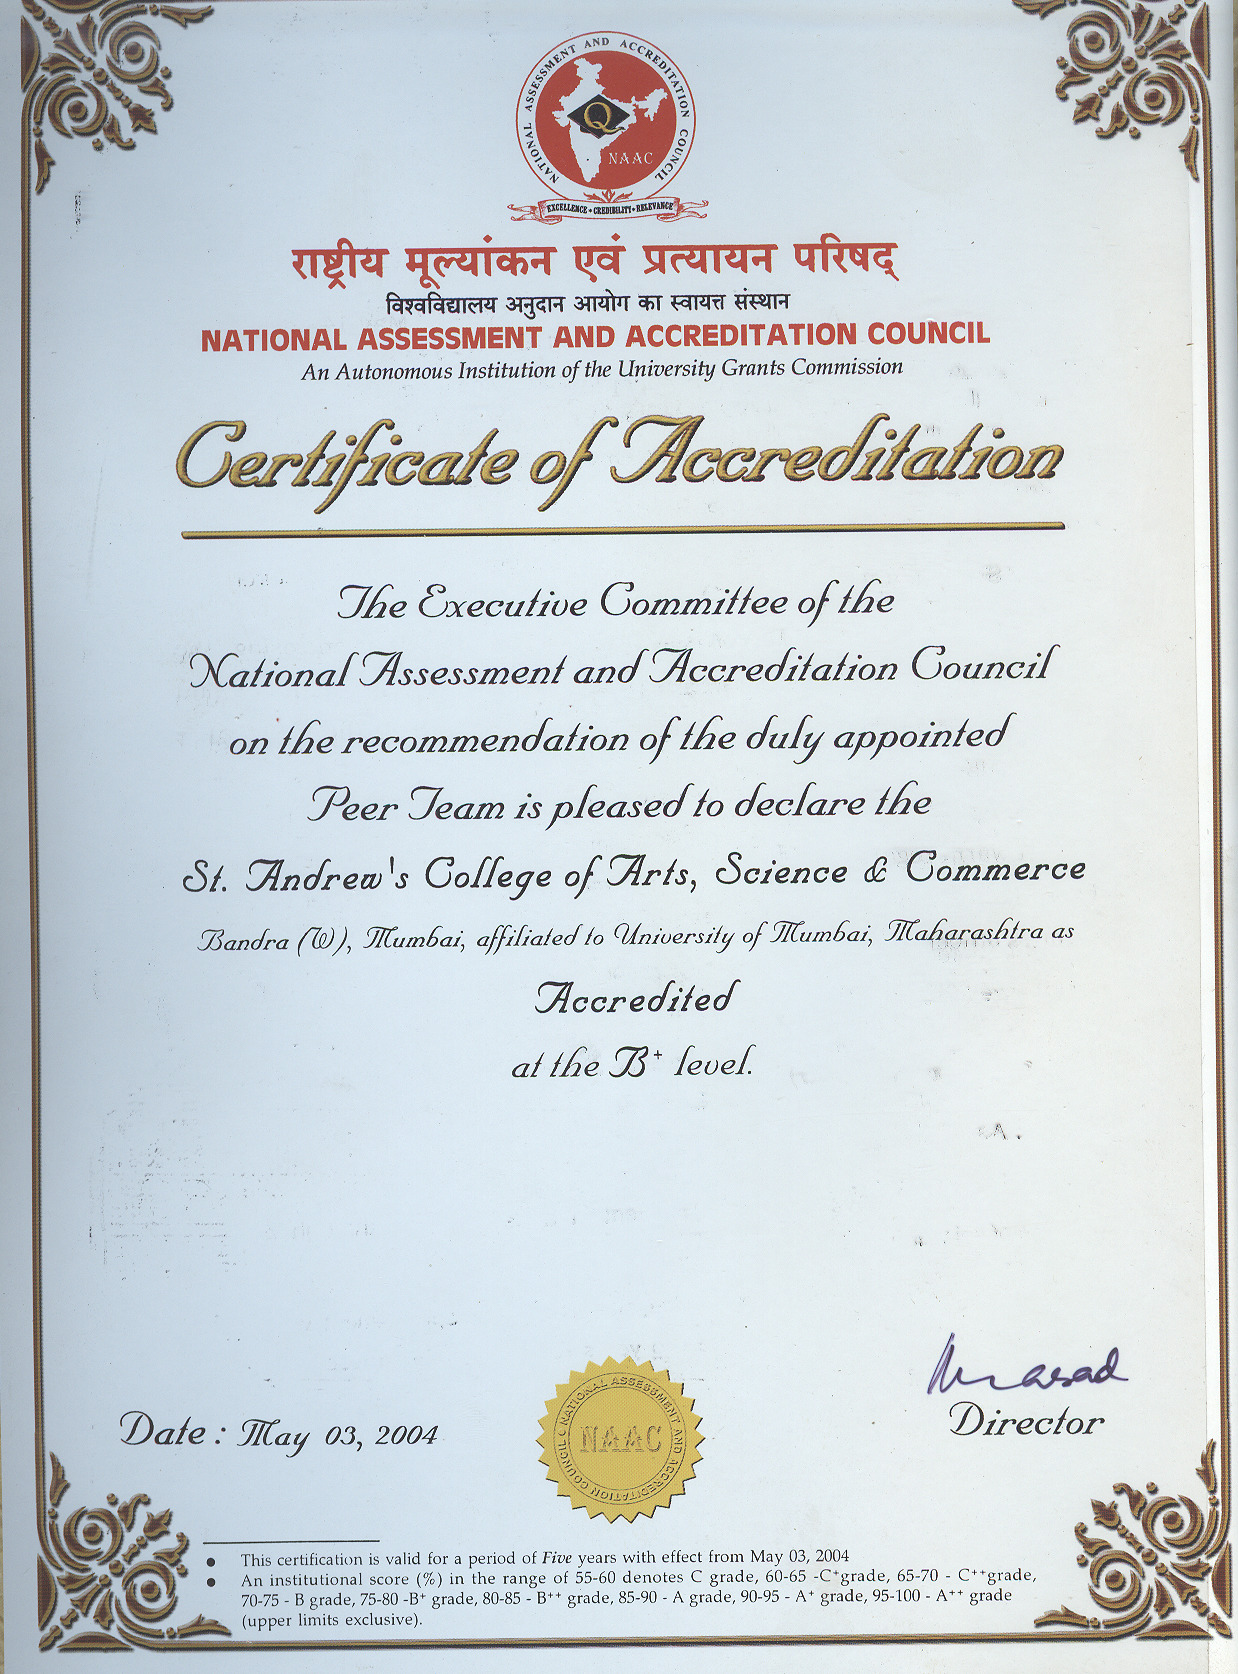 NATIONAL ASSESSMENT AND ACCREDITATION COUNCIL
Q
NAAC
EXCELLENCE • CREDIBILITY • RELEVANCE
राष्ट्रीय मूल्यांकन एवं प्रत्यायन परिषद्
विश्वविद्यालय अनुदान आयोग का स्वायत्त संस्थान
NATIONAL ASSESSMENT AND ACCREDITATION COUNCIL
An Autonomous Institution of the University Grants Commission
Certificate of Accreditation
The Executive Committee of the
National Assessment and Accreditation Council
on the recommendation of the duly appointed
Peer Team is pleased to declare the
St. Andrew's College of Arts, Science & Commerce
Bandra (W), Mumbai, affiliated to University of Mumbai, Maharashtra as
Accredited
at the B⁺ level.
Date : May 03, 2004
NATIONAL ASSESSMENT AND ACCREDITATION COUNCIL
NAAC
Director
• This certification is valid for a period of Five years with effect from May 03, 2004
• An institutional score (%) in the range of 55-60 denotes C grade, 60-65 -C⁺grade, 65-70 - C⁺⁺grade,
70-75 - B grade, 75-80 -B⁺ grade, 80-85 - B⁺⁺ grade, 85-90 - A grade, 90-95 - A⁺ grade, 95-100 - A⁺⁺ grade
(upper limits exclusive).